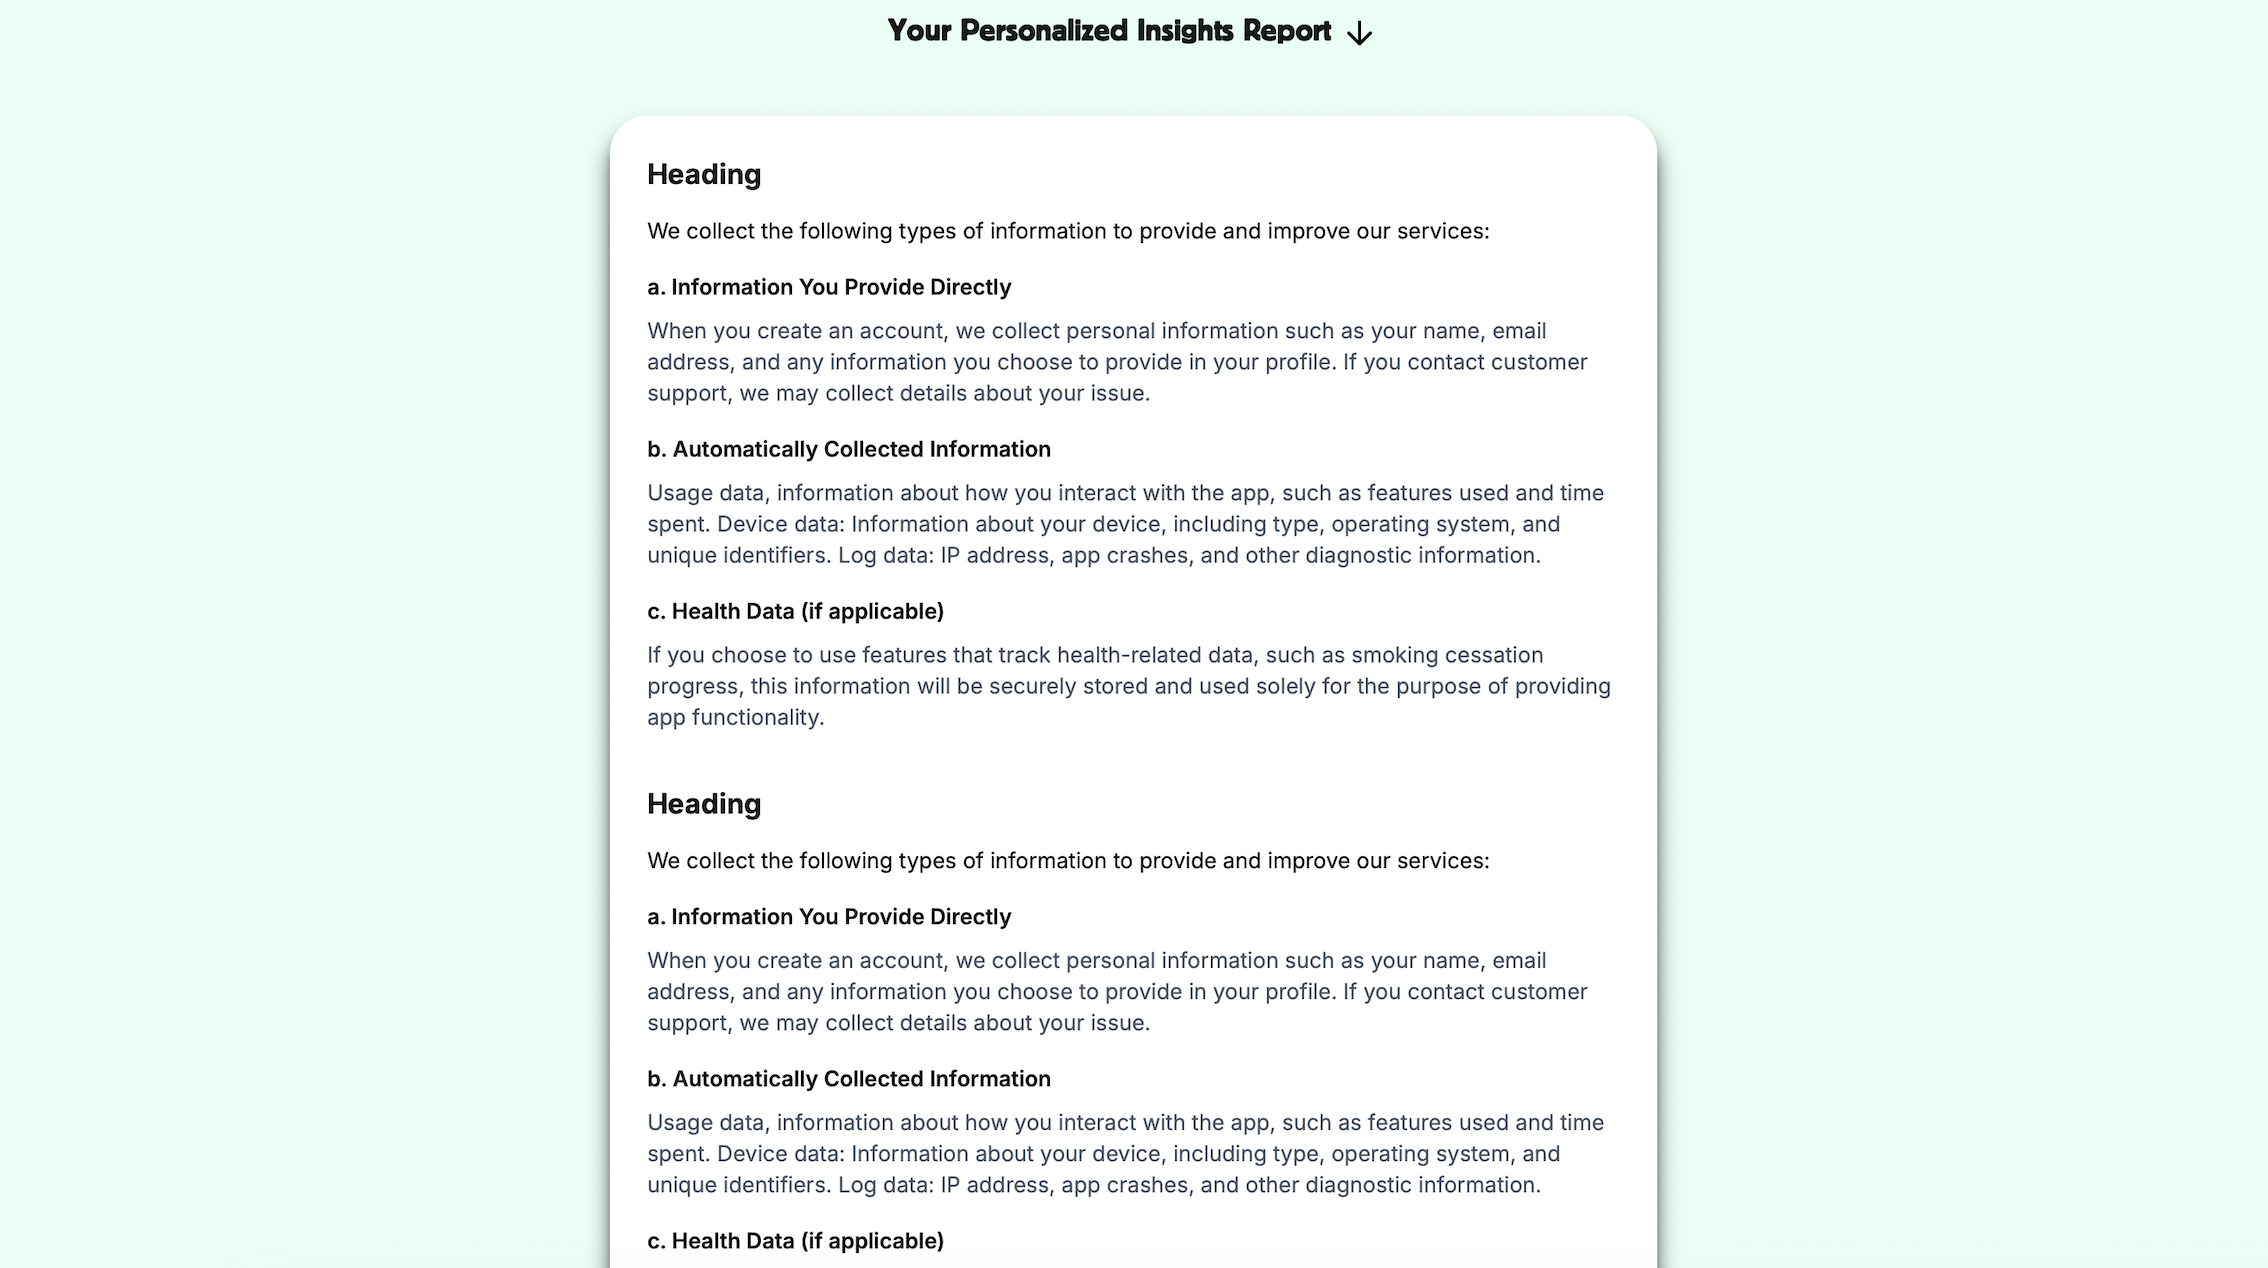 Your Personalized Insights Report ↓
Heading
We collect the following types of information to provide and improve our services:
a. Information You Provide Directly
When you create an account, we collect personal information such as your name, email
address, and any information you choose to provide in your profile. If you contact customer
support, we may collect details about your issue.
b. Automatically Collected Information
Usage data, information about how you interact with the app, such as features used and time
spent. Device data: Information about your device, including type, operating system, and
unique identifiers. Log data: IP address, app crashes, and other diagnostic information.
c. Health Data (if applicable)
If you choose to use features that track health-related data, such as smoking cessation
progress, this information will be securely stored and used solely for the purpose of providing
app functionality.
Heading
We collect the following types of information to provide and improve our services:
a. Information You Provide Directly
When you create an account, we collect personal information such as your name, email
address, and any information you choose to provide in your profile. If you contact customer
support, we may collect details about your issue.
b. Automatically Collected Information
Usage data, information about how you interact with the app, such as features used and time
spent. Device data: Information about your device, including type, operating system, and
unique identifiers. Log data: IP address, app crashes, and other diagnostic information.
c. Health Data (if applicable)